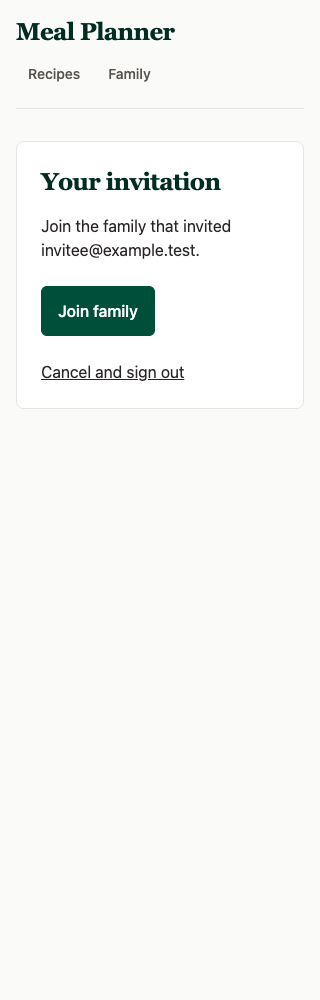 Meal Planner
Recipes Family
Your invitation
Join the family that invited
invitee@example.test.
Join family
Cancel and sign out